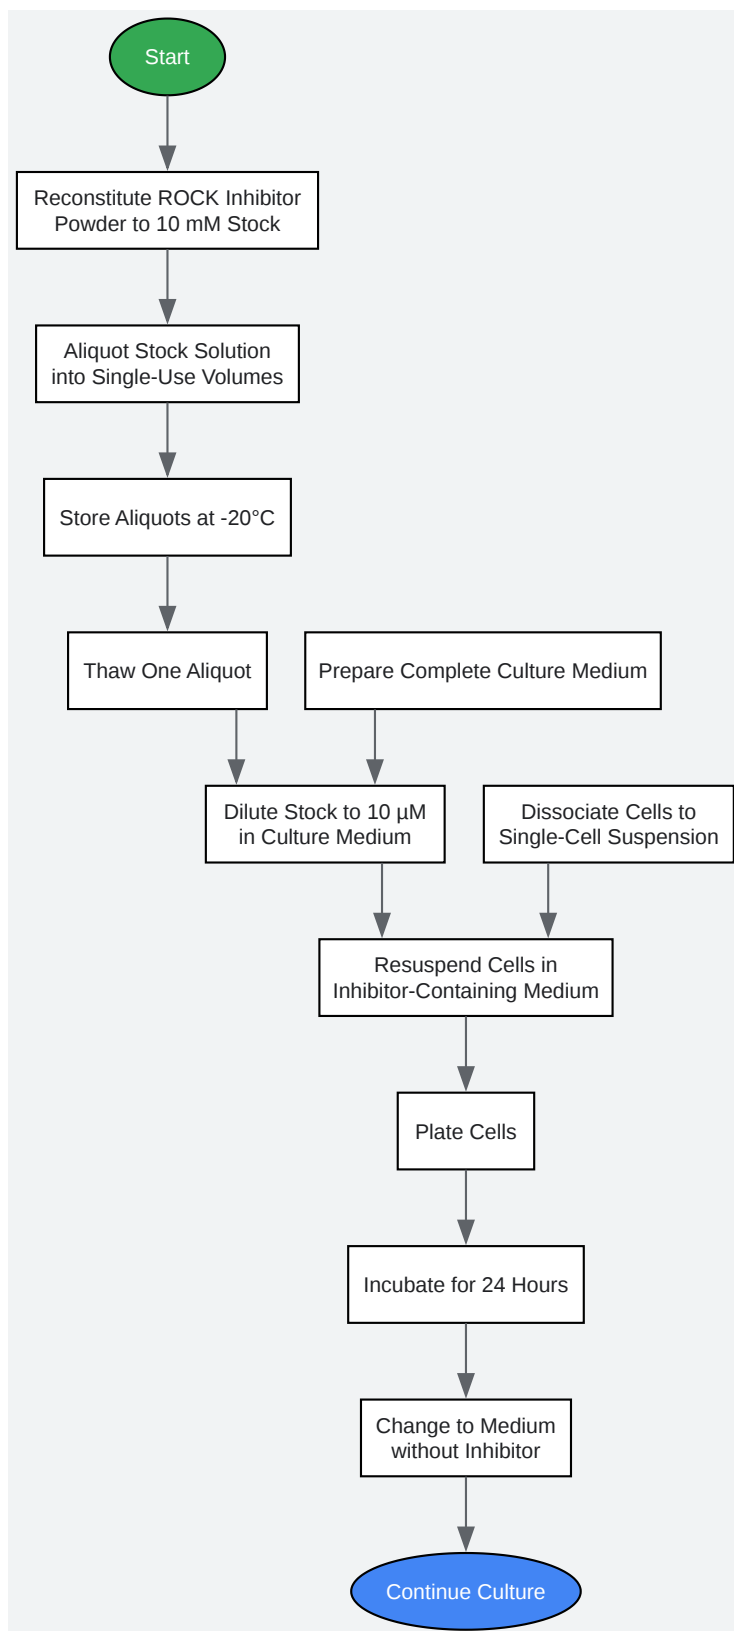 Start
Reconstitute ROCK Inhibitor
Powder to 10 mM Stock
Aliquot Stock Solution
into Single-Use Volumes
Store Aliquots at -20°C
Thaw One Aliquot
Prepare Complete Culture Medium
Dilute Stock to 10 µM
in Culture Medium
Dissociate Cells to
Single-Cell Suspension
Resuspend Cells in
Inhibitor-Containing Medium
Plate Cells
Incubate for 24 Hours
Change to Medium
without Inhibitor
Continue Culture